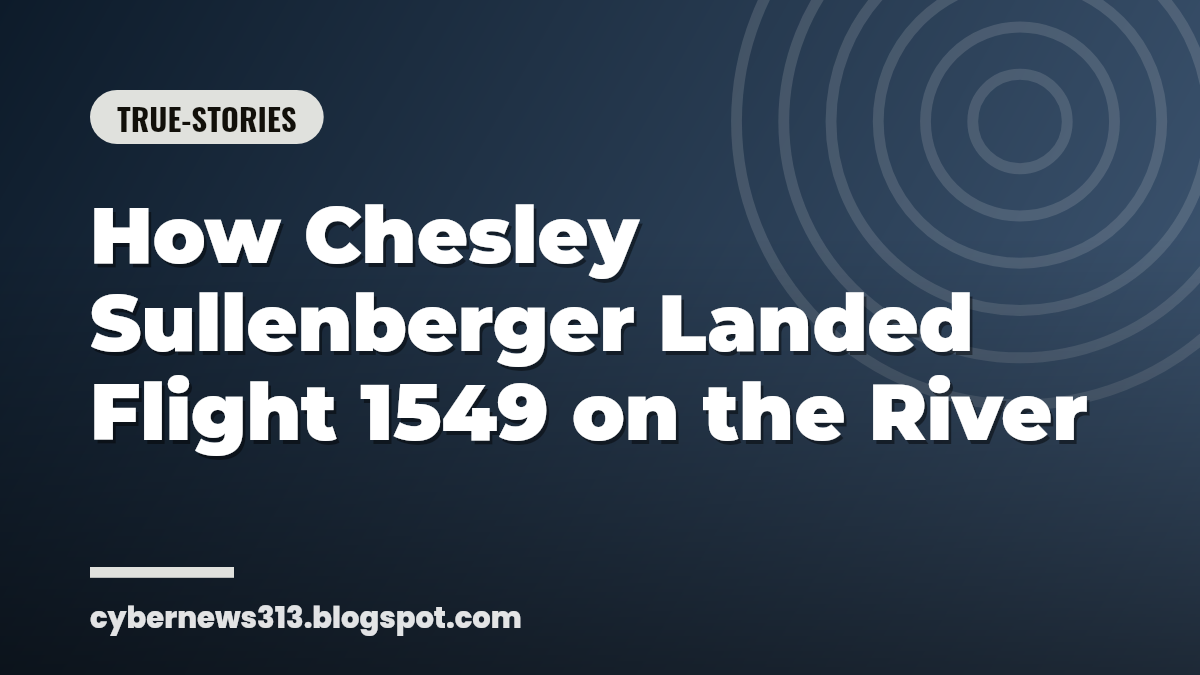 TRUE-STORIES
How Chesley
Sullenberger Landed
Flight 1549 on the River
cybernews313.blogspot.com